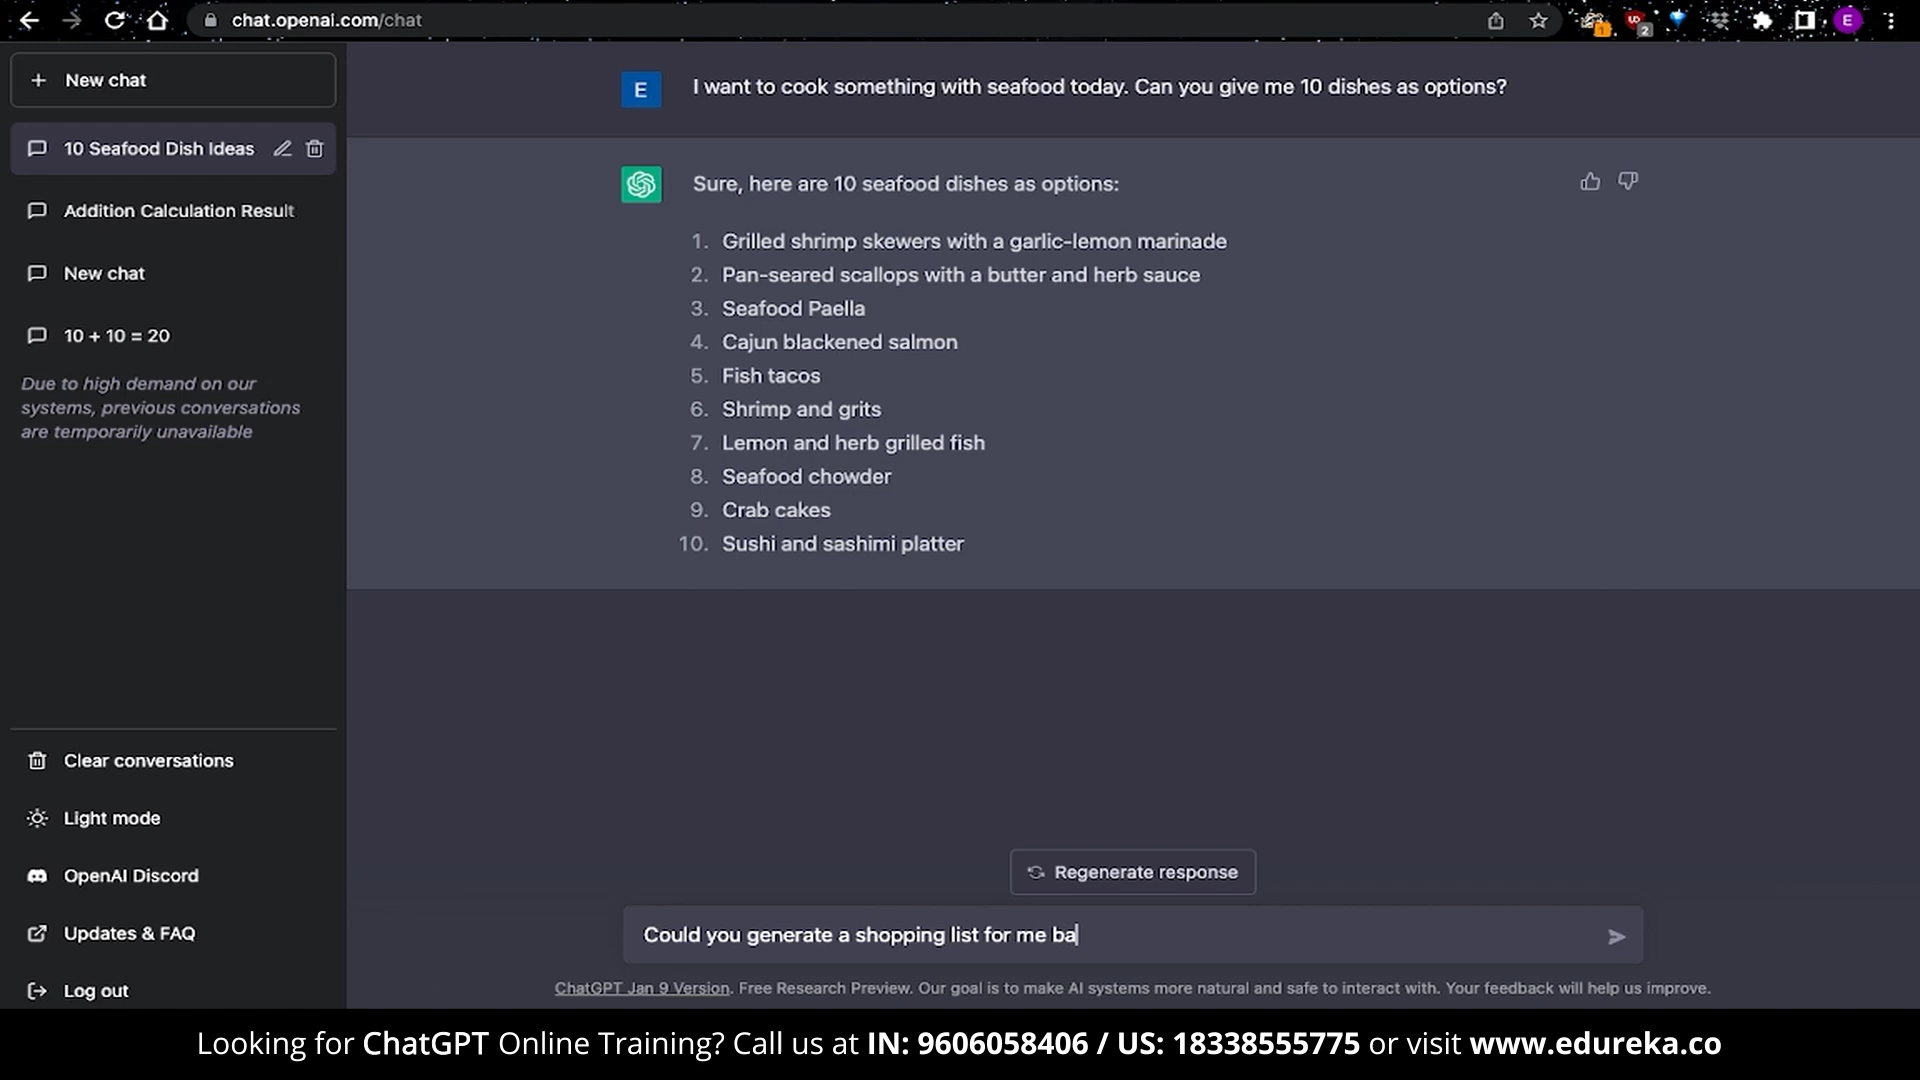 chat.openai.com/chat
1
UD
2
E
New chat
10 Seafood Dish Ideas
Addition Calculation Result
New chat
10 + 10 = 20
Due to high demand on our
systems, previous conversations
are temporarily unavailable
Clear conversations
Light mode
OpenAI Discord
Updates & FAQ
Log out
E
I want to cook something with seafood today. Can you give me 10 dishes as options?
Sure, here are 10 seafood dishes as options:
1. Grilled shrimp skewers with a garlic-lemon marinade
2. Pan-seared scallops with a butter and herb sauce
3. Seafood Paella
4. Cajun blackened salmon
5. Fish tacos
6. Shrimp and grits
7. Lemon and herb grilled fish
8. Seafood chowder
9. Crab cakes
10. Sushi and sashimi platter
Regenerate response
Could you generate a shopping list for me ba
ChatGPT Jan 9 Version. Free Research Preview. Our goal is to make AI systems more natural and safe to interact with. Your feedback will help us improve.
Looking for ChatGPT Online Training? Call us at IN: 9606058406 / US: 18338555775 or visit www.edureka.co